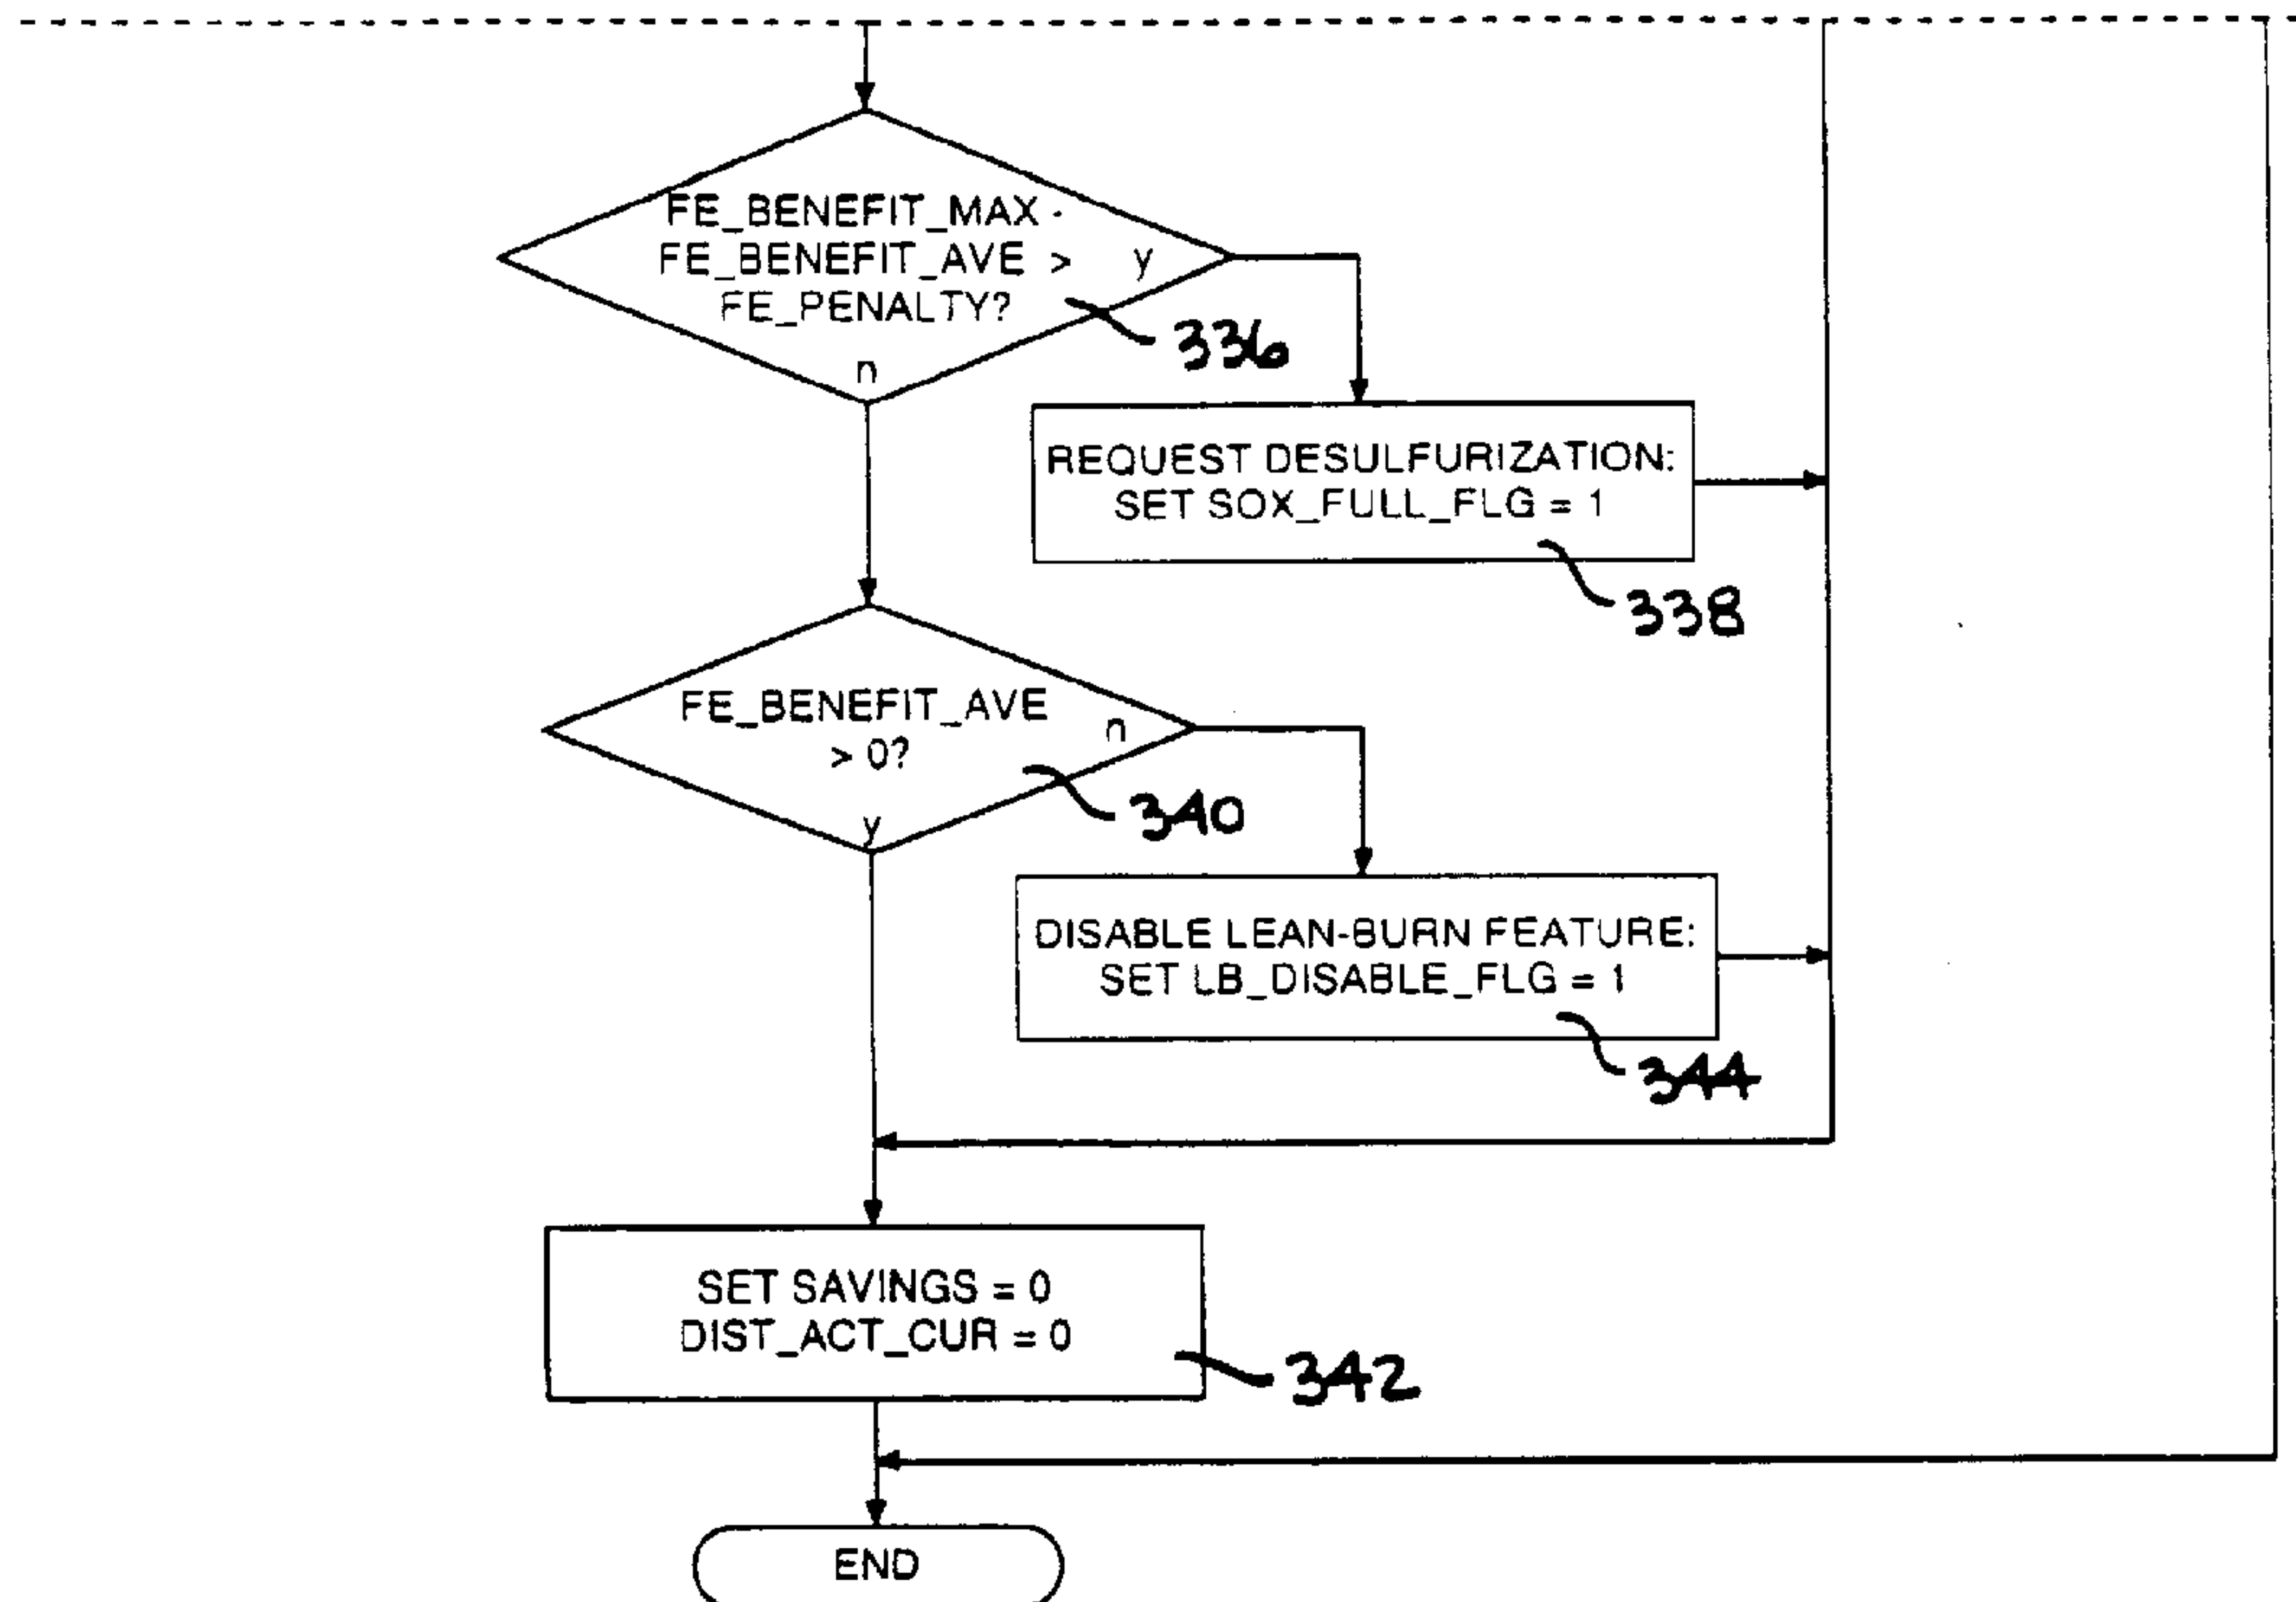 FE_BENEFIT_MAX -
FE_BENEFIT_AVE >
FE_PENALTY?
y
n
336
REQUEST DESULFURIZATION:
SET SOX_FULL_FLG = 1
338
FE_BENEFIT_AVE
> 0?
n
y
340
DISABLE LEAN-BURN FEATURE:
SET LB_DISABLE_FLG = 1
344
SET SAVINGS = 0
DIST_ACT_CUR = 0
342
END